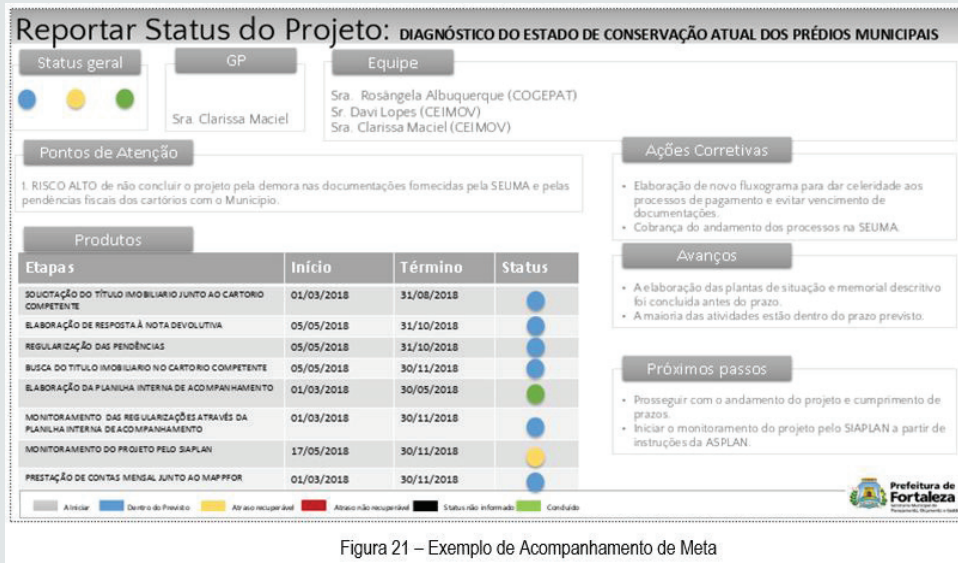 Reportar Status do Projeto: DIAGNÓSTICO DO ESTADO DE CONSERVAÇÃO ATUAL DOS PRÉDIOS MUNICIPAIS
Status geral
GP
Sra. Clarissa Maciel
Equipe
Sra. Rosângela Albuquerque (COGEPAT)
Sr. Davi Lopes (CEIMOV)
Sra. Clarissa Maciel (CEIMOV)
Pontos de Atenção
1. RISCO ALTO de não concluir o projeto pela demora nas documentações fornecidas pela SEUMA e pelas
pendências fiscais dos cartórios com o Município.
Ações Corretivas
• Elaboração de novo fluxograma para dar celeridade aos
processos de pagamento e evitar vencimento de
documentações.
• Cobrança do andamento dos processos na SEUMA.
Produtos
Etapas Início Término Status
SOLICITAÇÃO DO TÍTULO IMOBILIARIO JUNTO AO CARTORIO
COMPETENTE 01/03/2018 31/08/2018
ELABORAÇÃO DE RESPOSTA À NOTA DEVOLUTIVA 05/05/2018 31/10/2018
REGULARIZAÇÃO DAS PENDÊNCIAS 05/05/2018 31/10/2018
BUSCA DO TITULO IMOBILIARIO NO CARTORIO COMPETENTE 05/05/2018 30/11/2018
ELABORAÇÃO DA PLANILHA INTERNA DE ACOMPANHAMENTO 01/03/2018 30/05/2018
MONITORAMENTO DAS REGULARIZAÇÕES ATRAVÉS DA
PLANILHA INTERNA DE ACOMPANHAMENTO 01/03/2018 30/11/2018
MONITORAMENTO DO PROJETO PELO SIAPLAN 17/05/2018 30/11/2018
PRESTAÇÃO DE CONTAS MENSAL JUNTO AO MAPPFOR 01/03/2018 30/11/2018
Avanços
• A elaboração das plantas de situação e memorial descritivo
foi concluída antes do prazo.
• A maioria das atividades estão dentro do prazo previsto.
Próximos passos
• Prosseguir com o andamento do projeto e cumprimento de
prazos.
• Iniciar o monitoramento do projeto pelo SIAPLAN a partir de
instruções da ASPLAN.
A Iniciar Dentro do Previsto Atraso recuperável Atraso não recuperável Status não informado Concluído
Prefeitura de
Fortaleza
Figura 21 – Exemplo de Acompanhamento de Meta